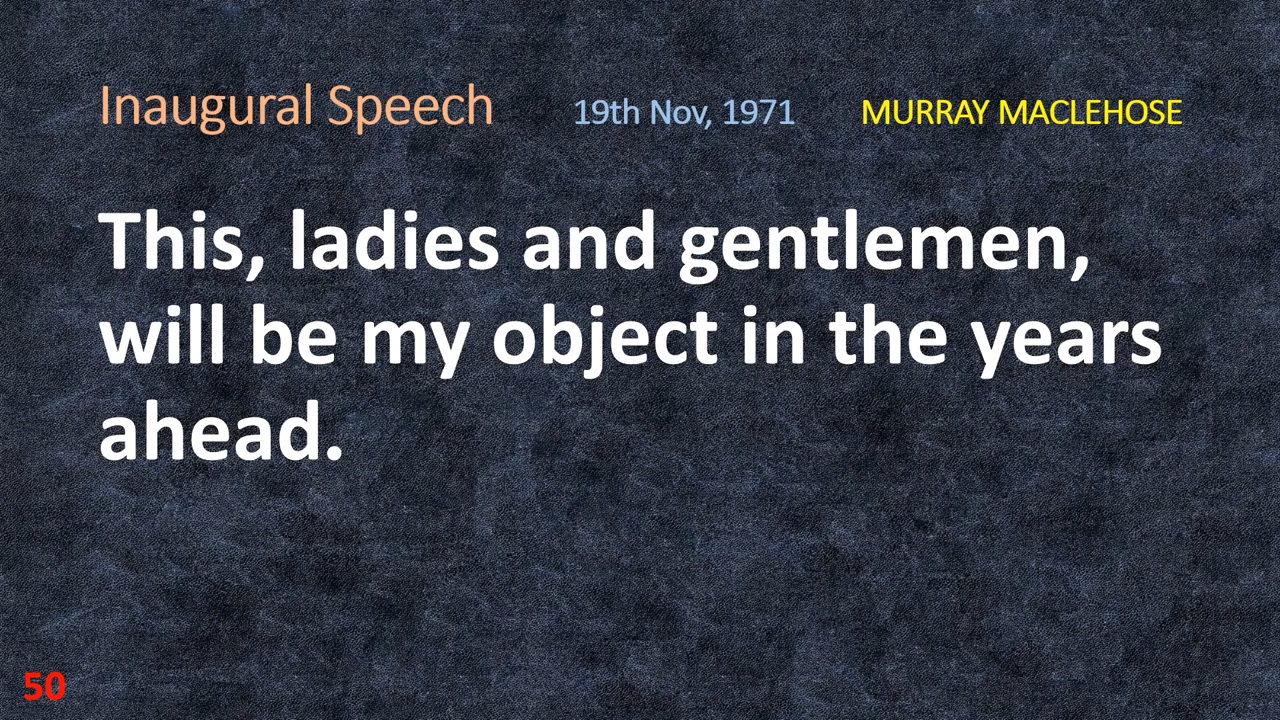 Inaugural Speech 19th Nov, 1971 MURRAY MACLEHOSE
This, ladies and gentlemen,
will be my object in the years
ahead.
50